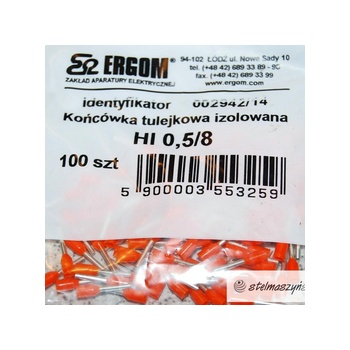 ERGOM®
ZAKŁAD APARATURY ELEKTRYCZNEJ
94-102 ŁÓDŹ ul. Nowe Sady 10
tel. (+48 42) 689 33 89 -
fax. (+48 42) 689 33 99
www.ergom.com
Identyfikator 002942/14
Końcówka tulejkowa izolowana
HI 0,5/8
100 szt
5 900003 553259
stelmaszyńs